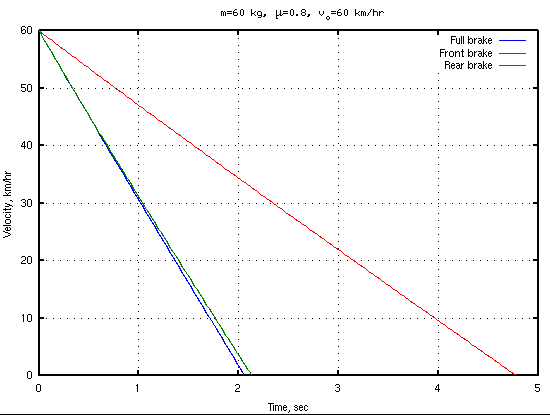 m=60 kg, μ=0.8, vo=60 km/hr
Full brake
Front brake
Rear brake
60
50
40
30
20
10
0
Velocity, km/hr
0 1 2 3 4 5
Time, sec